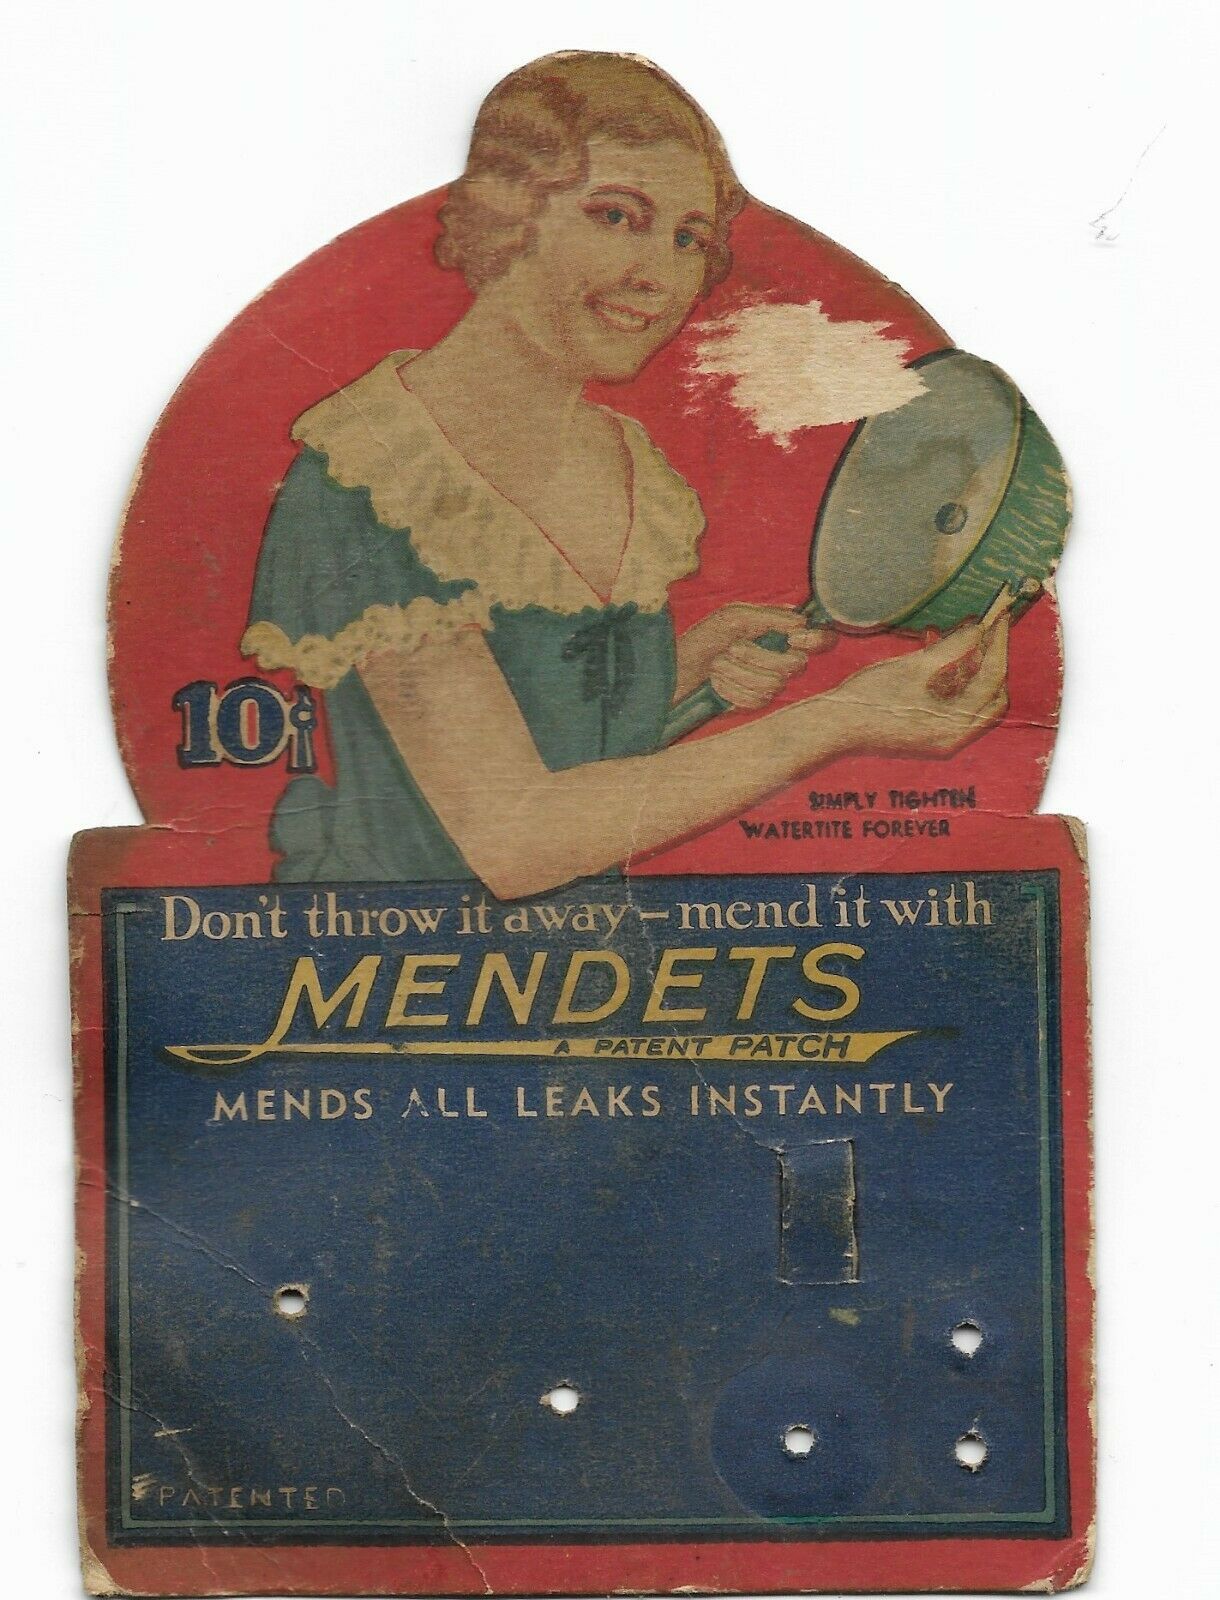 10¢
SIMPLY TIGHTEN
WATERTITE FOREVER
Don't throw it away – mend it with
MENDETS
A PATENT PATCH
MENDS ALL LEAKS INSTANTLY
PATENTED